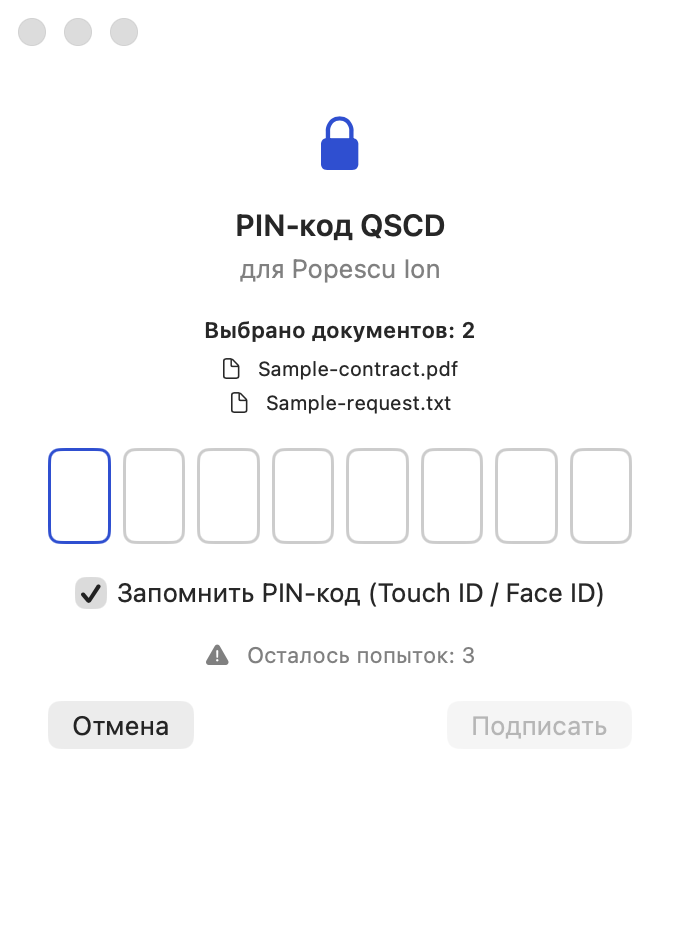 PIN-код QSCD
для Popescu Ion
Выбрано документов: 2
Sample-contract.pdf
Sample-request.txt
Запомнить PIN-код (Touch ID / Face ID)
Осталось попыток: 3
Отмена
Подписать